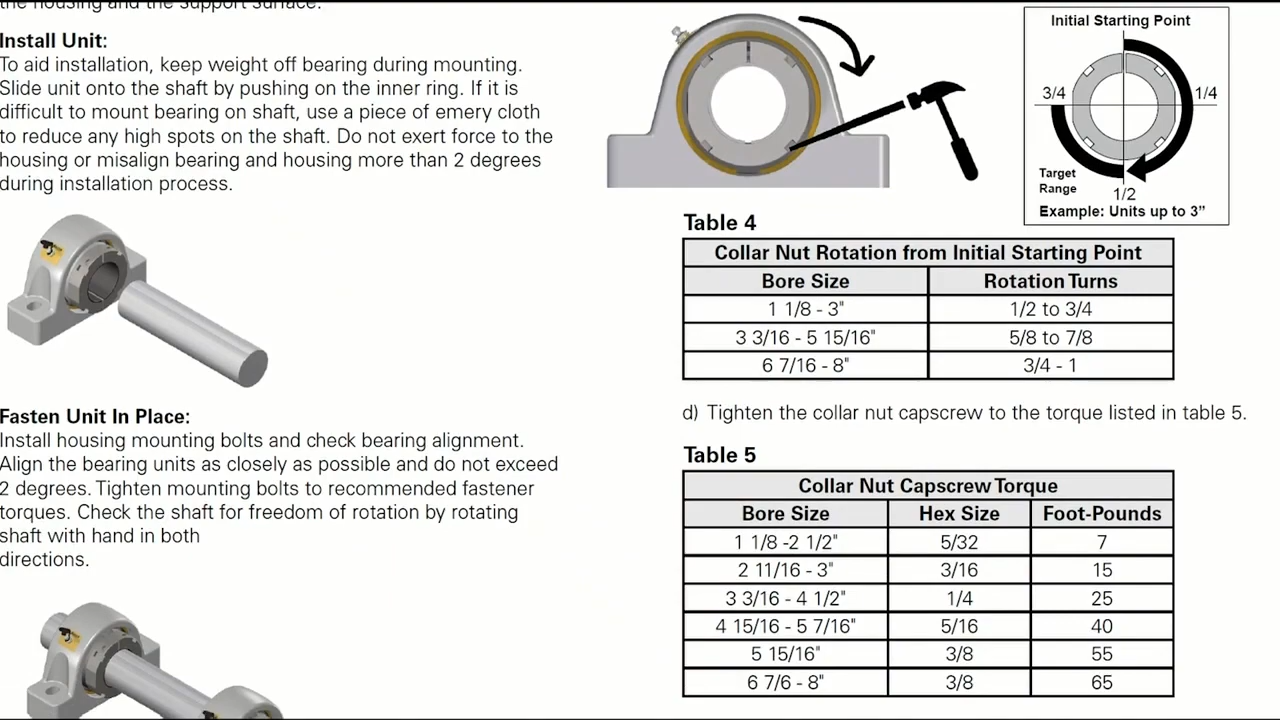 the housing and the support surface.
Install Unit:
To aid installation, keep weight off bearing during mounting.
Slide unit onto the shaft by pushing on the inner ring. If it is
difficult to mount bearing on shaft, use a piece of emery cloth
to reduce any high spots on the shaft. Do not exert force to the
housing or misalign bearing and housing more than 2 degrees
during installation process.
Fasten Unit In Place:
Install housing mounting bolts and check bearing alignment.
Align the bearing units as closely as possible and do not exceed
2 degrees. Tighten mounting bolts to recommended fastener
torques. Check the shaft for freedom of rotation by rotating
shaft with hand in both
directions.
Initial Starting Point
3/4
1/4
Target
Range
1/2
Example: Units up to 3”
Table 4
Collar Nut Rotation from Initial Starting Point
Bore Size Rotation Turns
1 1/8 - 3" 1/2 to 3/4
3 3/16 - 5 15/16" 5/8 to 7/8
6 7/16 - 8" 3/4 - 1
d) Tighten the collar nut capscrew to the torque listed in table 5.
Table 5
Collar Nut Capscrew Torque
Bore Size Hex Size Foot-Pounds
1 1/8 -2 1/2" 5/32 7
2 11/16 - 3" 3/16 15
3 3/16 - 4 1/2" 1/4 25
4 15/16 - 5 7/16" 5/16 40
5 15/16" 3/8 55
6 7/6 - 8" 3/8 65